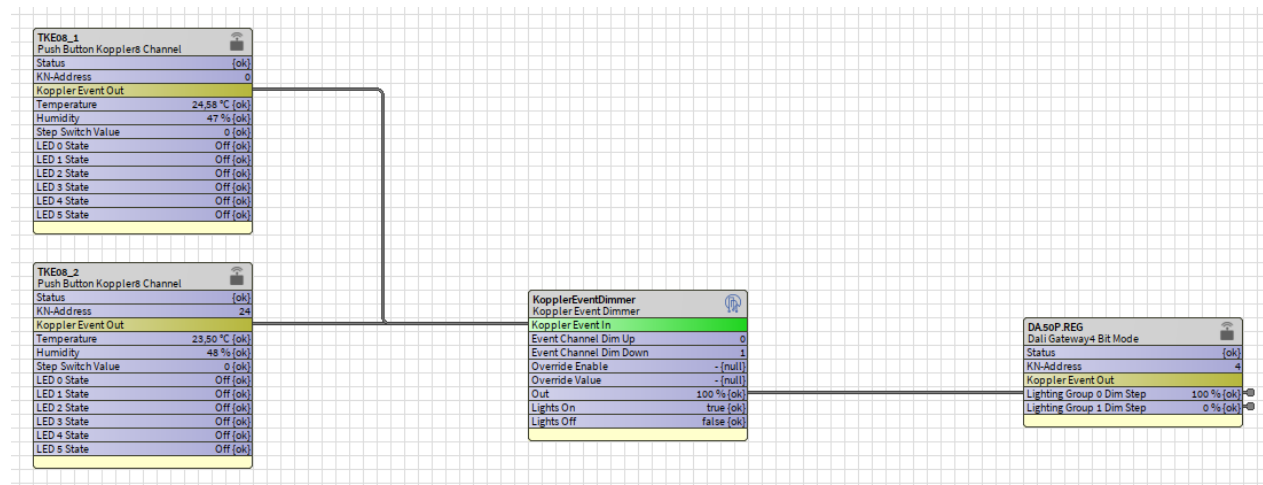 TKE08_1
Push Button Koppler8 Channel
Status {ok}
KN-Address 0
Koppler Event Out
Temperature 24,58 °C {ok}
Humidity 47 % {ok}
Step Switch Value 0 {ok}
LED 0 State Off {ok}
LED 1 State Off {ok}
LED 2 State Off {ok}
LED 3 State Off {ok}
LED 4 State Off {ok}
LED 5 State Off {ok}
TKE08_2
Push Button Koppler8 Channel
Status {ok}
KN-Address 24
Koppler Event Out
Temperature 23,50 °C {ok}
Humidity 48 % {ok}
Step Switch Value 0 {ok}
LED 0 State Off {ok}
LED 1 State Off {ok}
LED 2 State Off {ok}
LED 3 State Off {ok}
LED 4 State Off {ok}
LED 5 State Off {ok}
KopplerEventDimmer
Koppler Event Dimmer
Koppler Event In
Event Channel Dim Up 0
Event Channel Dim Down 1
Override Enable - {null}
Override Value - {null}
Out 100 % {ok}
Lights On true {ok}
Lights Off false {ok}
DA.50P.REG
Dali Gateway4 Bit Mode
Status {ok}
KN-Address 4
Koppler Event Out
Lighting Group 0 Dim Step 100 % {ok}
Lighting Group 1 Dim Step 0 % {ok}